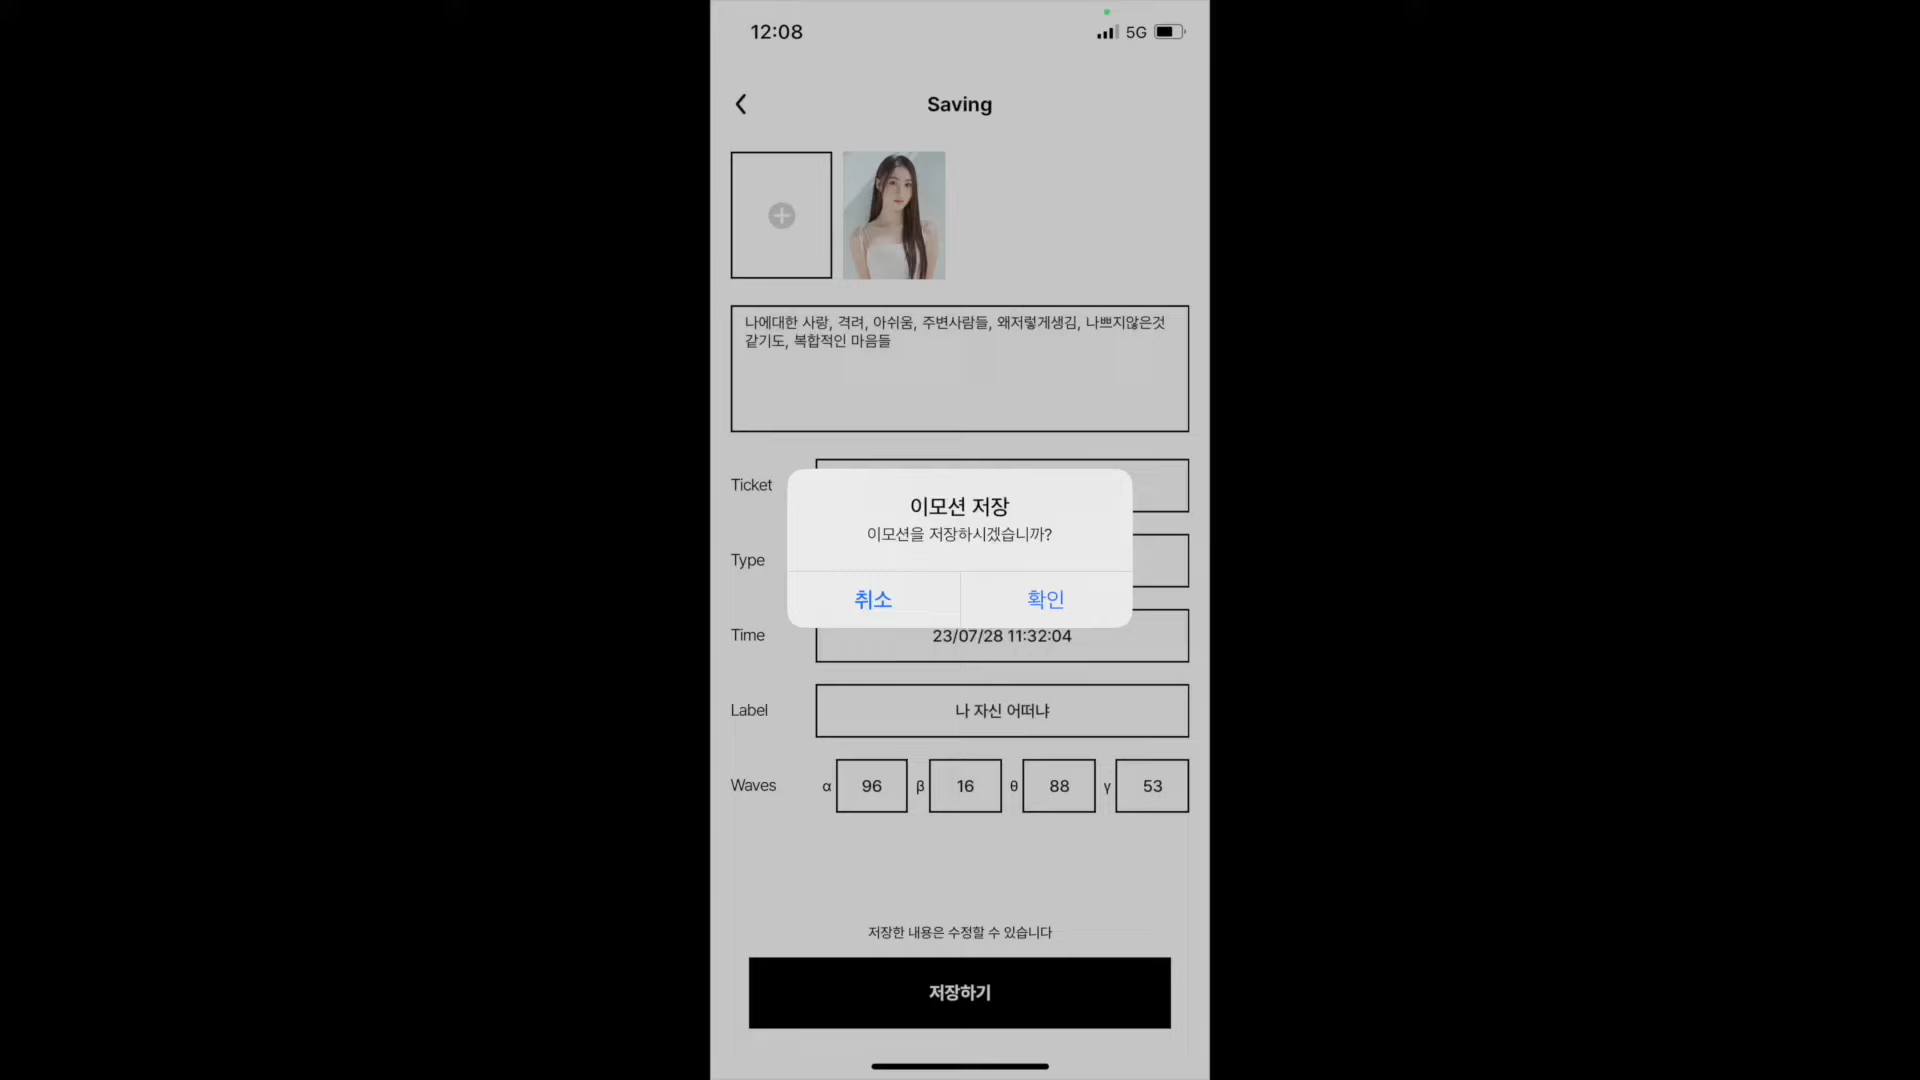 12:08
5G
Saving
나에대한 사랑, 격려, 아쉬움, 주변사람들, 왜저렇게생김, 나쁘지않은것
같기도, 복합적인 마음들
Ticket
이모션 저장
이모션을 저장하시겠습니까?
Type
취소
확인
Time
23/07/28 11:32:04
Label
나 자신 어떠냐
Waves
α 96 β 16 θ 88 γ 53
저장한 내용은 수정할 수 있습니다
저장하기